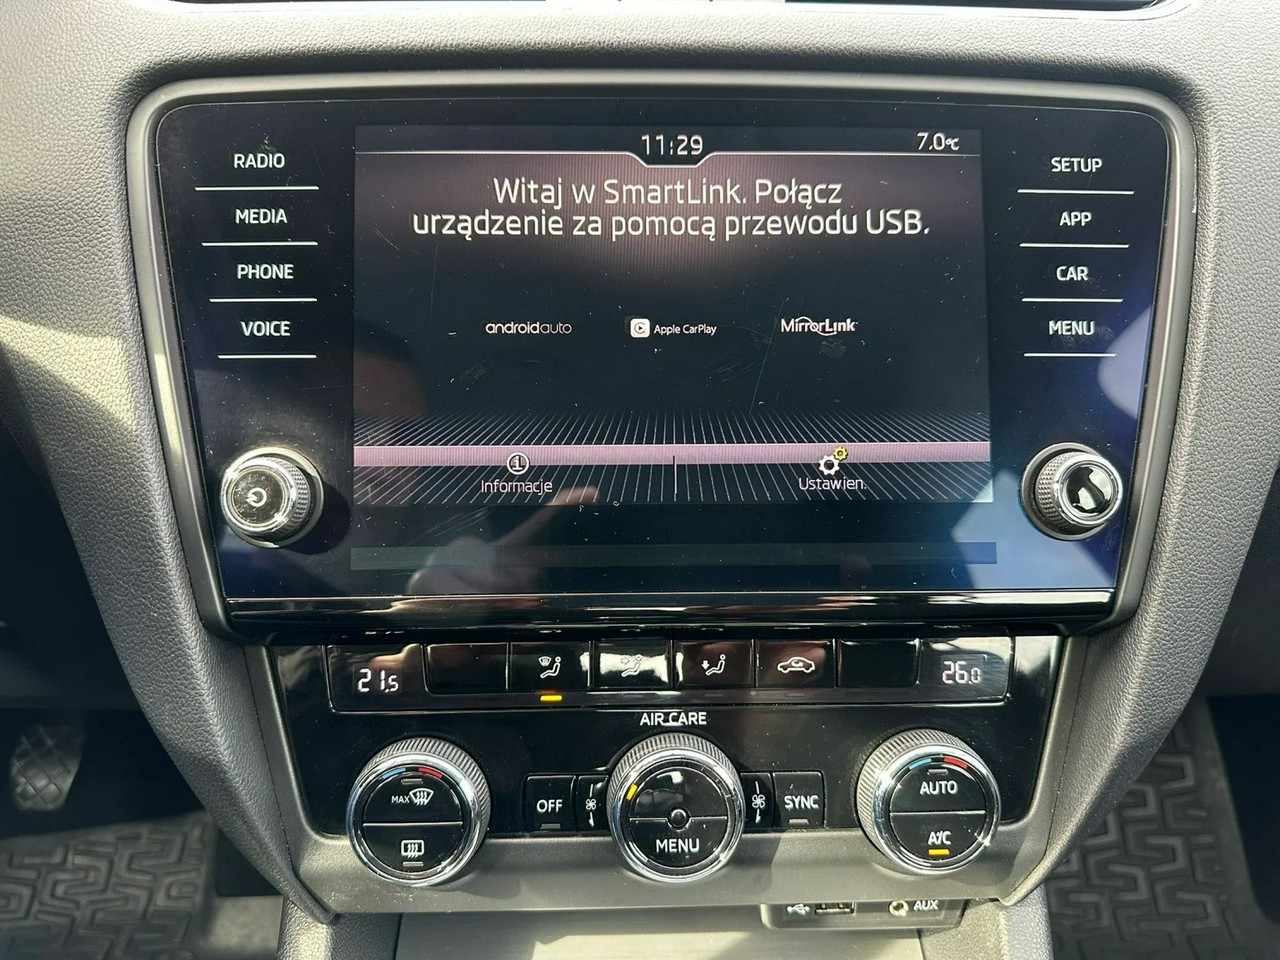 11:29
7.0°C
RADIO
MEDIA
PHONE
VOICE
Witaj w SmartLink. Połącz
urządzenie za pomocą przewodu USB.
androidauto
Apple CarPlay
MirrorLink
Informacje
Ustawien.
SETUP
APP
CAR
MENU
21.5
26.0
AIR CARE
MAX
OFF
MENU
SYNC
AUTO
A/C
AUX